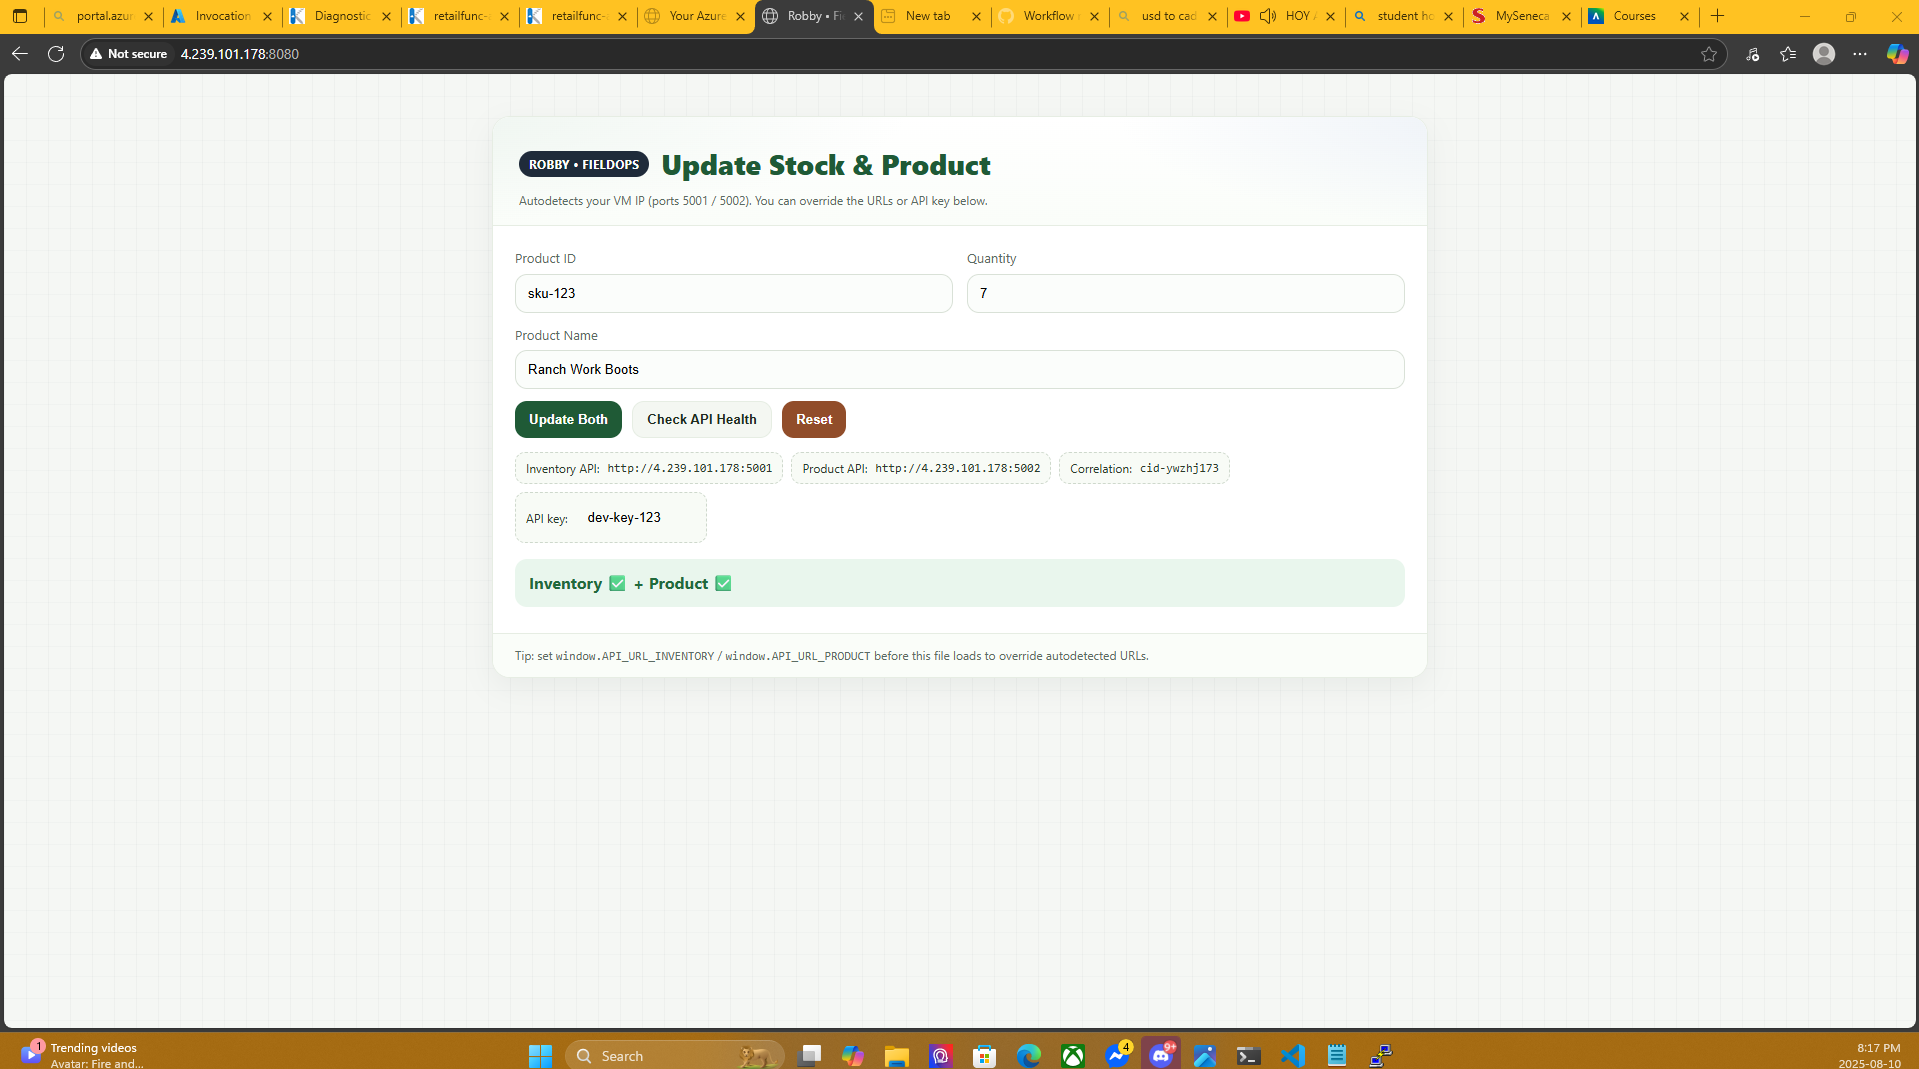 portal.azur
Invocation
Diagnostic
retailfunc-
retailfunc-
Your Azure
Robby • Fi
New tab
Workflow
usd to cad
HOY
student ho
MySeneca
Courses
Not secure
4.239.101.178:8080
ROBBY • FIELDOPS
Update Stock & Product
Autodetects your VM IP (ports 5001 / 5002). You can override the URLs or API key below.
Product ID
Quantity
sku-123
7
Product Name
Ranch Work Boots
Update Both
Check API Health
Reset
Inventory API: http://4.239.101.178:5001
Product API: http://4.239.101.178:5002
Correlation: cid-ywzhj173
API key: dev-key-123
Inventory ✅ + Product ✅
Tip: set window.API_URL_INVENTORY / window.API_URL_PRODUCT before this file loads to override autodetected URLs.
1
Trending videos
Avatar: Fire and...
Search
4
9+
8:17 PM
2025-08-10